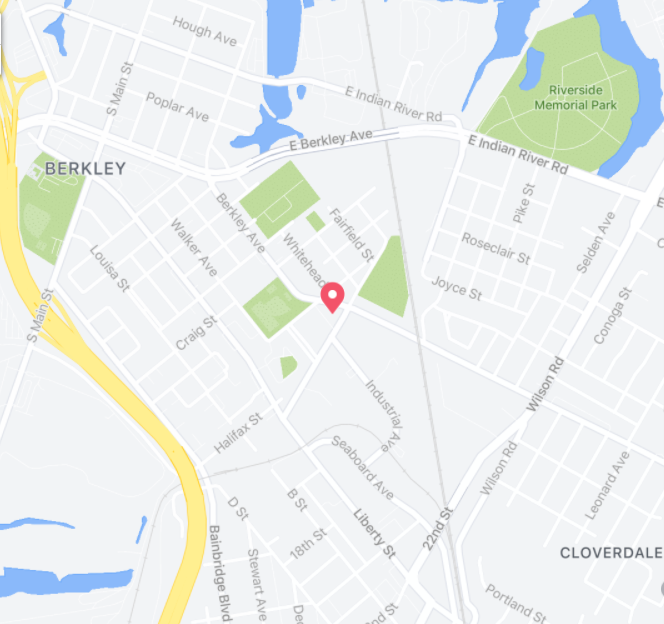 Hough Ave
S Main St
Poplar Ave
E Indian River Rd
Riverside
Memorial Park
E Berkley Ave
E Indian River Rd
BERKLEY
Berkley Ave
Walker Ave
Fairfield St
Whitehead
Pike St
Selden Ave
Roseclair St
Louisa St
Joyce St
S Main St
Conoga St
Craig St
Wilson Rd
Industrial Ave
Halifax St
Seaboard Ave
Wilson Rd
Leonard Ave
D St
B St
Liberty St
22nd St
18th St
Bainbridge Blvd
Stewart Ave
CLOVERDALE
Portland St